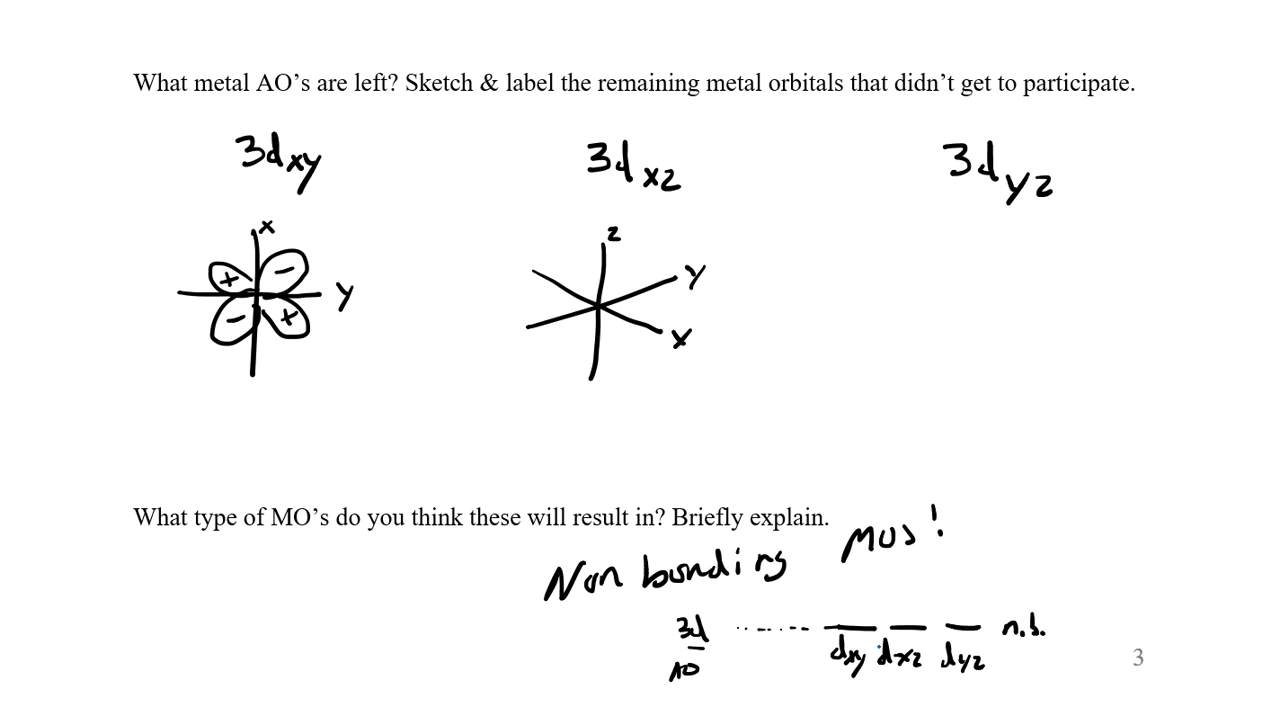 What metal AO's are left? Sketch & label the remaining metal orbitals that didn't get to participate.
3dxy 3dxz 3dyz
x z
+ - Y Y
- + X
What type of MO's do you think these will result in? Briefly explain.
Non bonding MOs!
3d dxy dxz dyz n.b.
AO
3